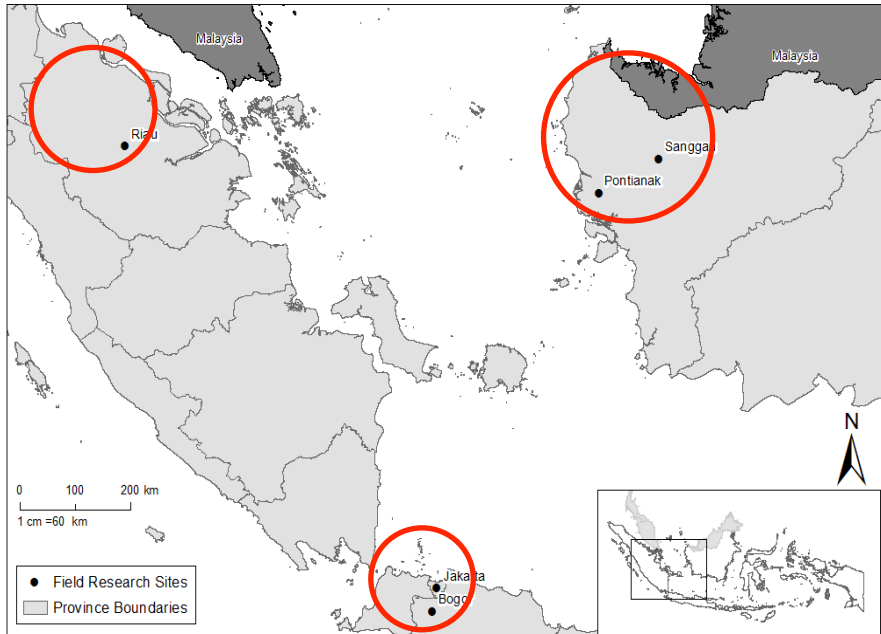 Malaysia
Malaysia
Riau
Sanggau
Pontianak
N
0 100 200 km
1 cm =60 km
Jakarta
Bogo
Field Research Sites
Province Boundaries